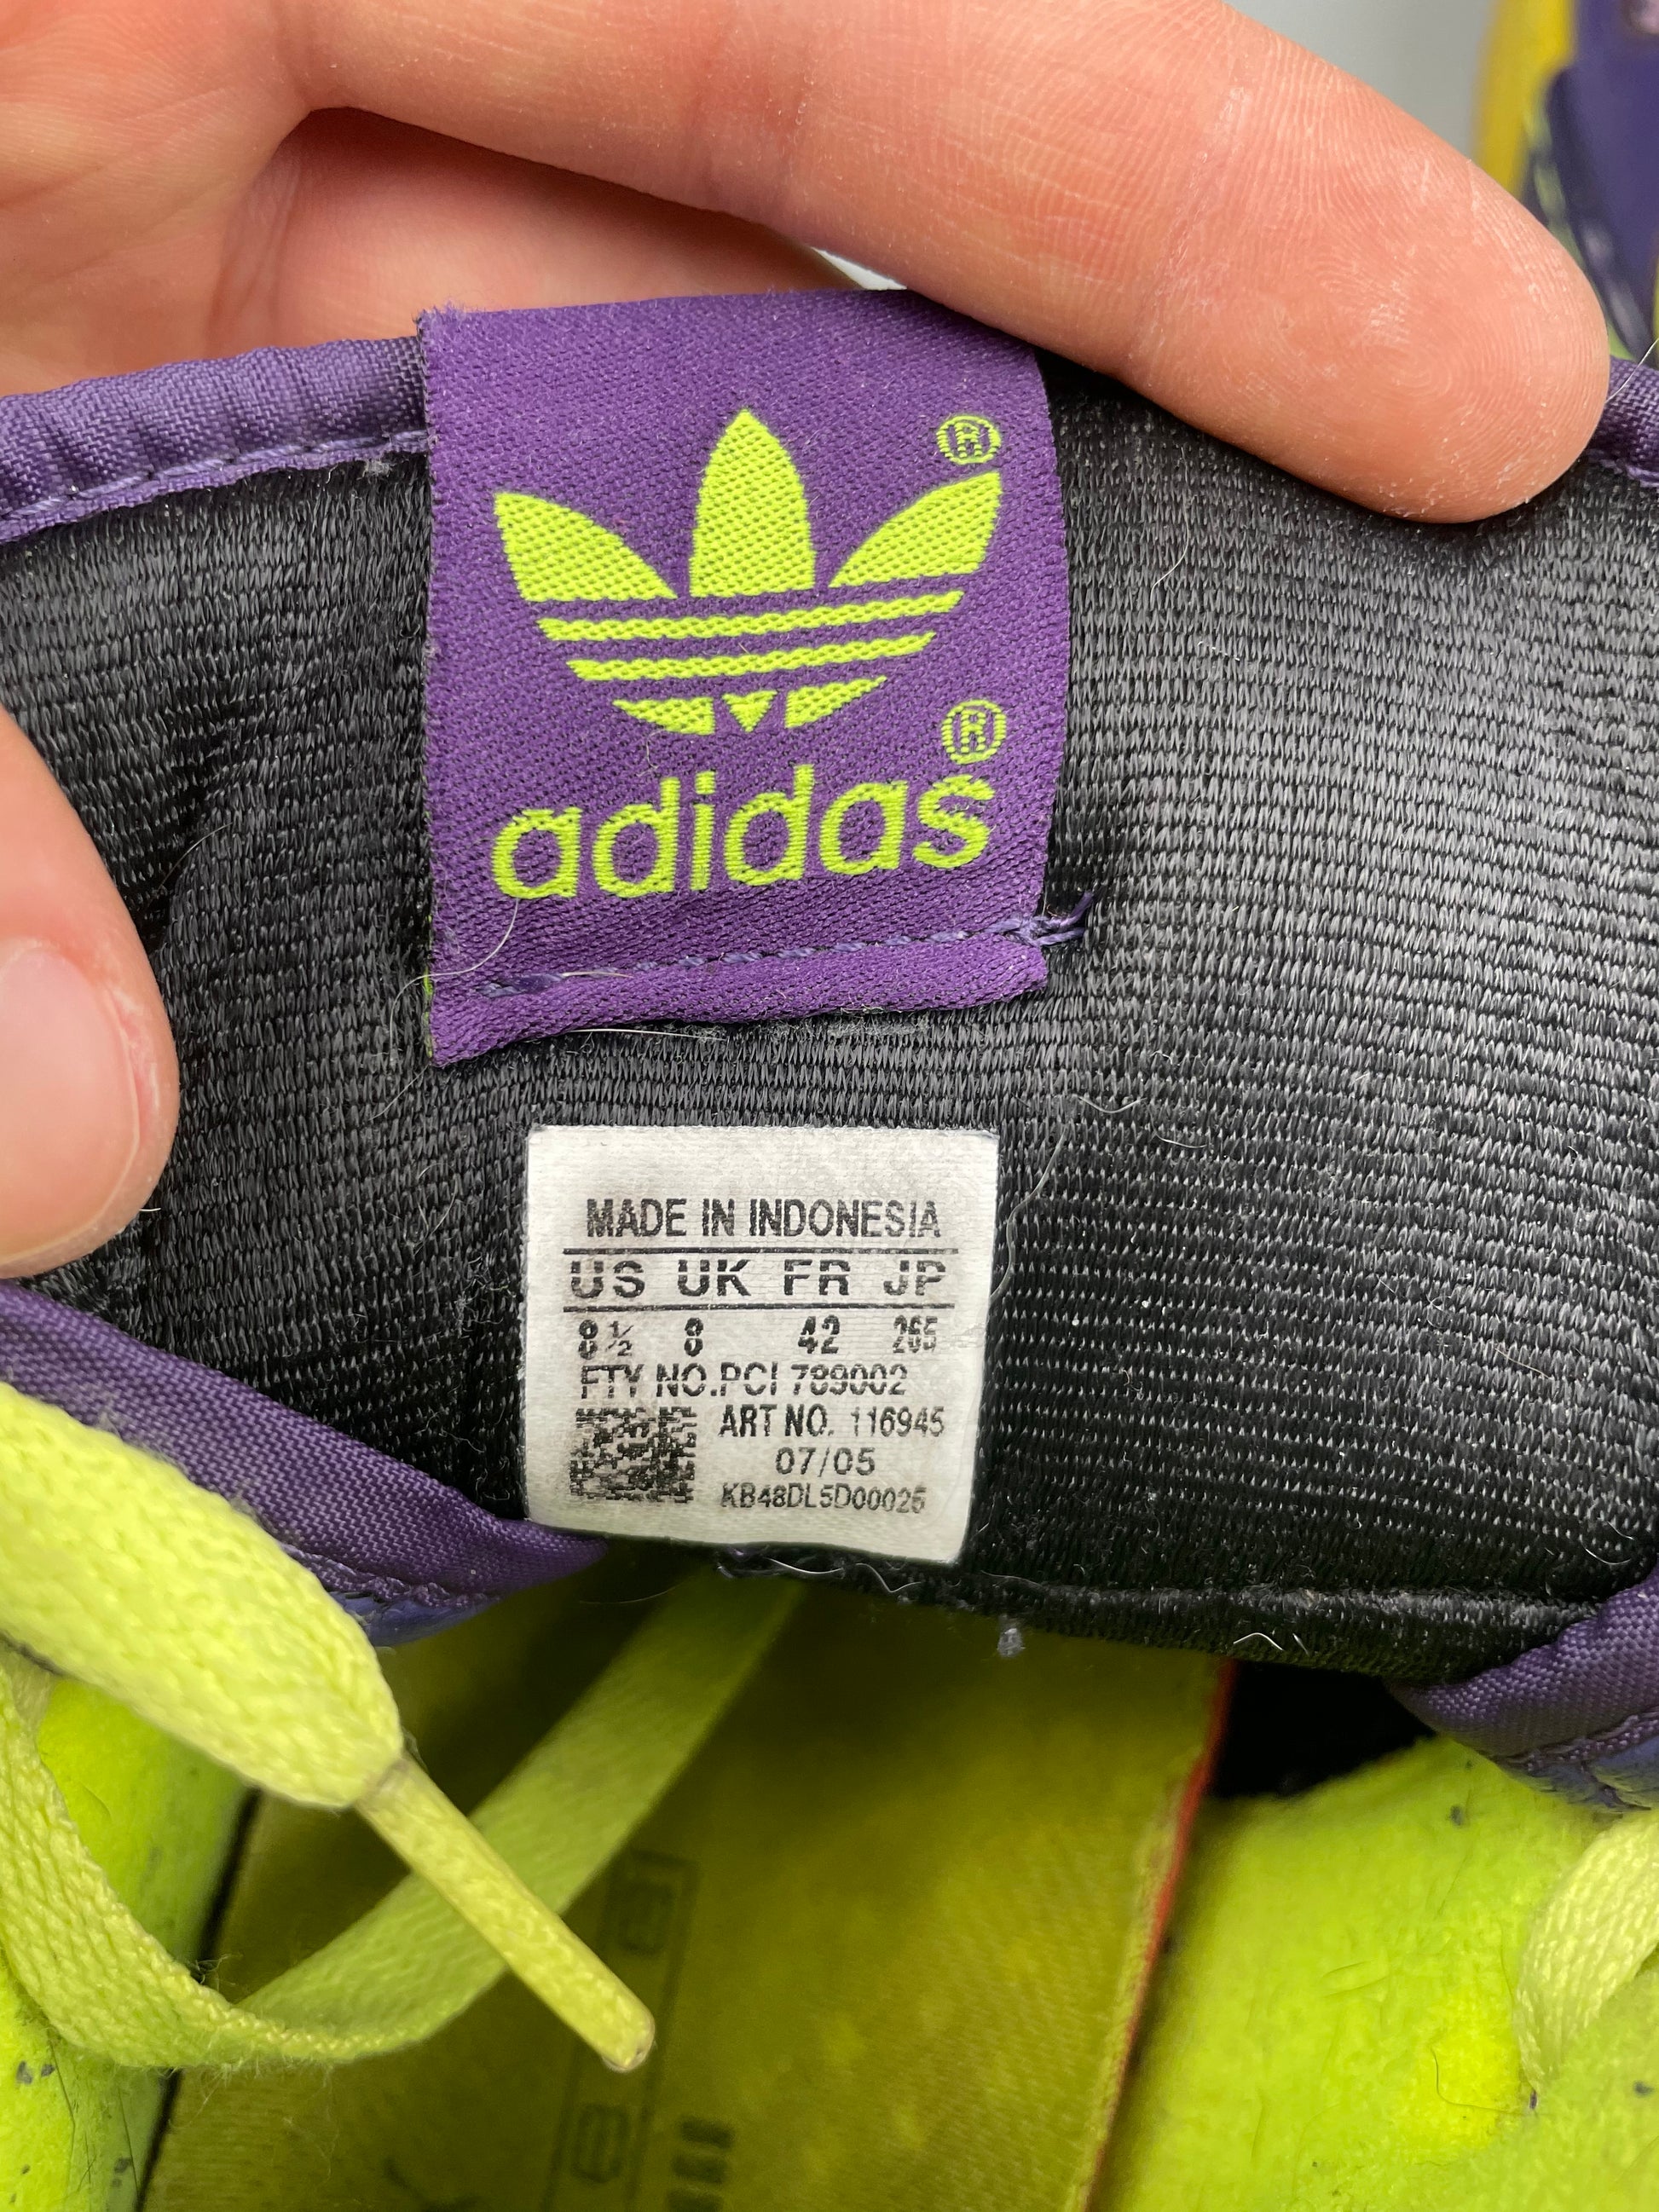 ®
®
adidas
MADE IN INDONESIA
US UK FR JP
8½ 8 42 265
FTY NO.PCI 789002
ART NO. 116945
07/05
KB48DL5D00025